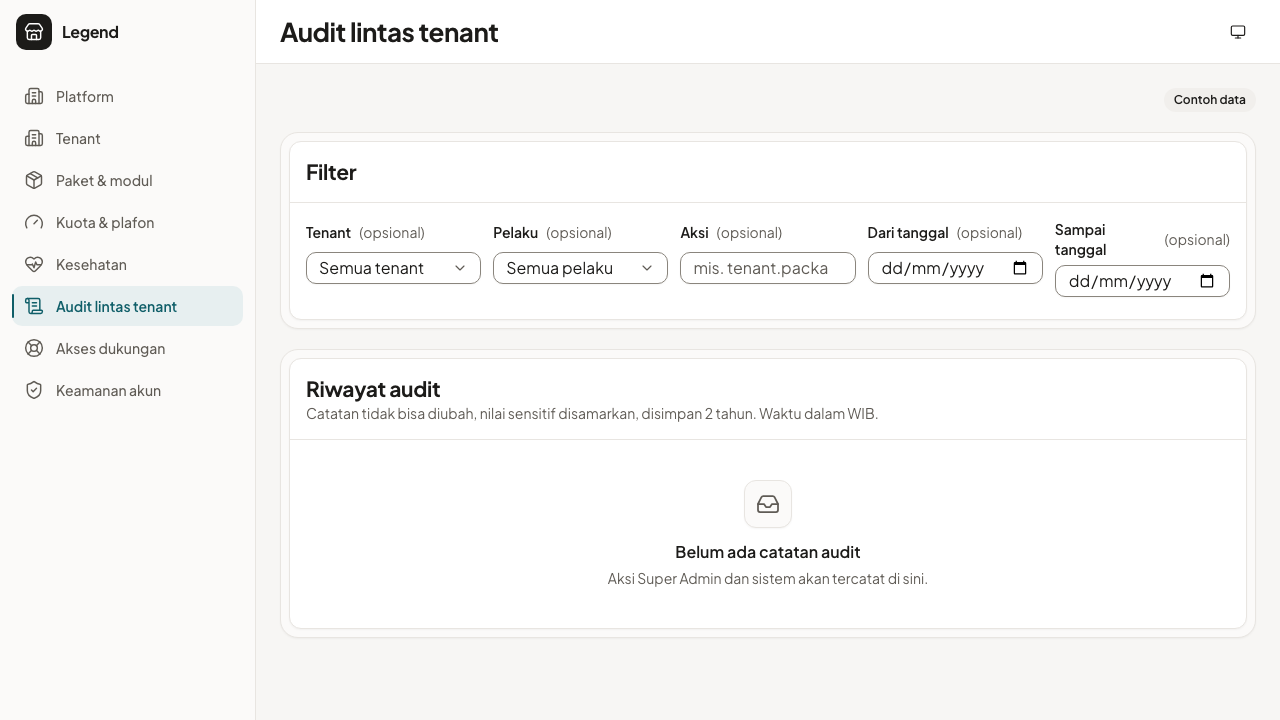 Legend
Audit lintas tenant
Platform
Tenant
Paket & modul
Kuota & plafon
Kesehatan
Audit lintas tenant
Akses dukungan
Keamanan akun
Contoh data
Filter
Tenant (opsional)
Semua tenant
Pelaku (opsional)
Semua pelaku
Aksi (opsional)
mis. tenant.packa
Dari tanggal (opsional)
dd/mm/yyyy
Sampai
tanggal (opsional)
dd/mm/yyyy
Riwayat audit
Catatan tidak bisa diubah, nilai sensitif disamarkan, disimpan 2 tahun. Waktu dalam WIB.
Belum ada catatan audit
Aksi Super Admin dan sistem akan tercatat di sini.